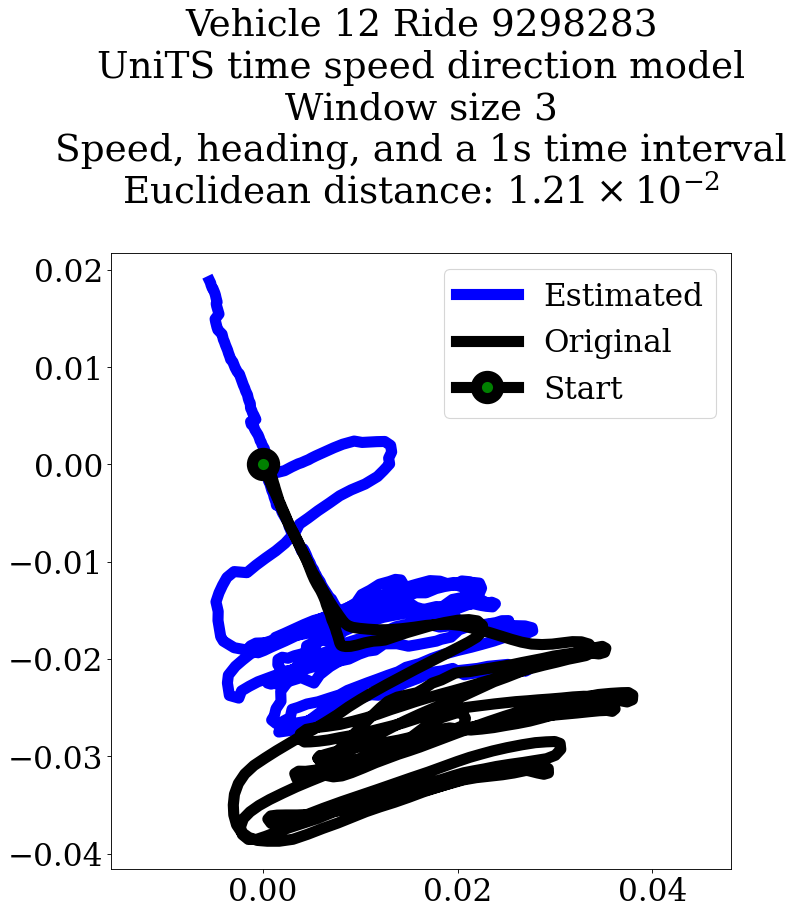 Vehicle 12 Ride 9298283
UniTS time speed direction model
Window size 3
Speed, heading, and a 1s time interval
Euclidean distance: 1.21 × 10⁻²
Estimated
Original
Start
0.02
0.01
0.00
−0.01
−0.02
−0.03
−0.04
0.00 0.02 0.04